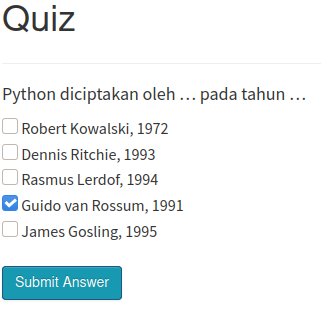 Quiz
Python diciptakan oleh … pada tahun …
Robert Kowalski, 1972
Dennis Ritchie, 1993
Rasmus Lerdof, 1994
Guido van Rossum, 1991
James Gosling, 1995
Submit Answer